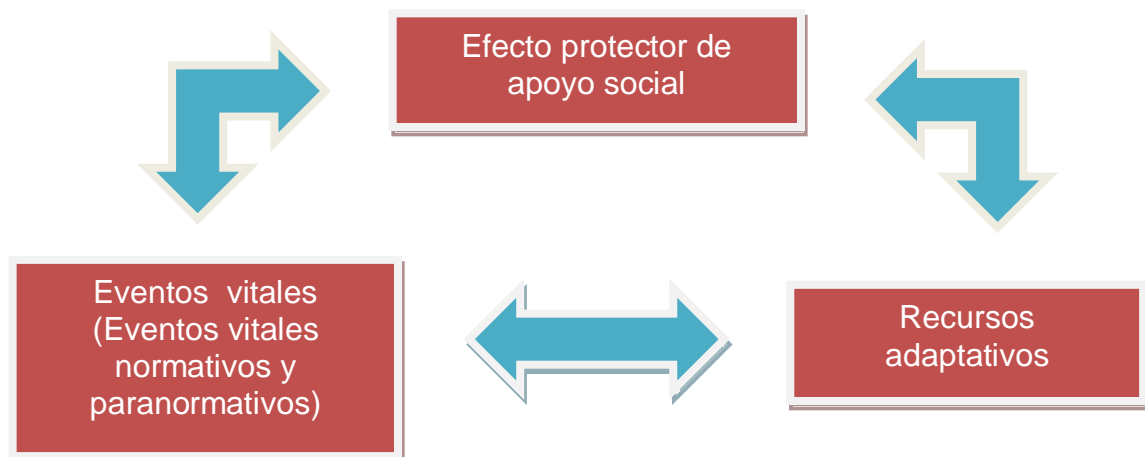 Efecto protector de
apoyo social
Eventos vitales
(Eventos vitales
normativos y
paranormativos)
Recursos
adaptativos